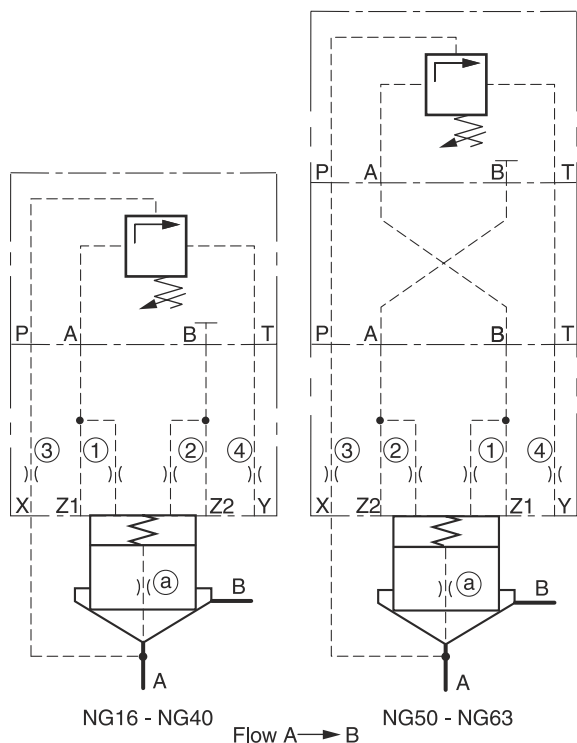 P A B T
P A B T
3 1 2 4
X Z1 Z2 Y
a
B
A
NG16 - NG40
P A B T
P A B T
3 2 1 4
X Z2 Z1 Y
a
B
A
NG50 - NG63
Flow A → B